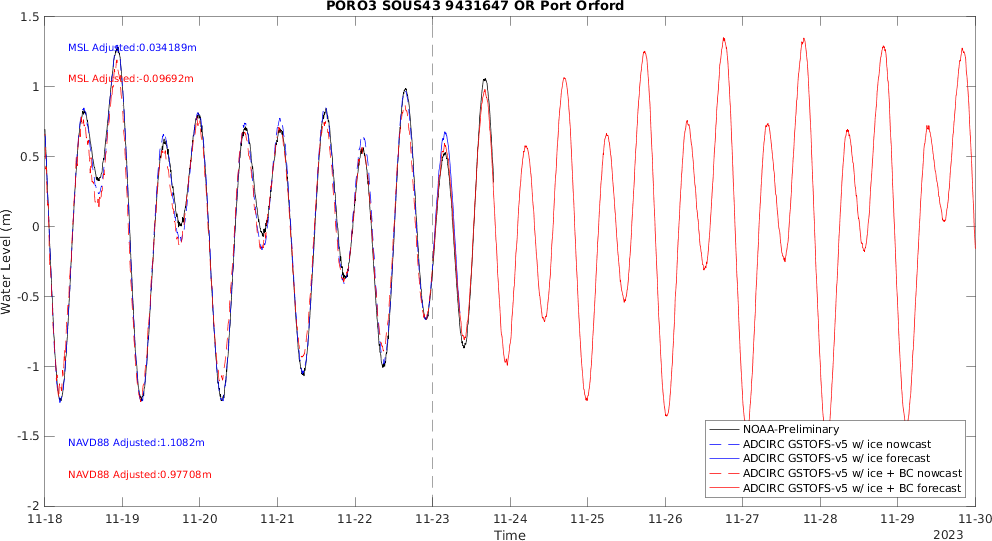 PORO3 SOUS43 9431647 OR Port Orford
MSL Adjusted:0.034189m
MSL Adjusted:-0.09692m
NAVD88 Adjusted:1.1082m
NAVD88 Adjusted:0.97708m
Water Level (m)
1.5
1
0.5
0
-0.5
-1
-1.5
-2
NOAA-Preliminary
ADCIRC GSTOFS-v5 w/ ice nowcast
ADCIRC GSTOFS-v5 w/ ice forecast
ADCIRC GSTOFS-v5 w/ ice + BC nowcast
ADCIRC GSTOFS-v5 w/ ice + BC forecast
11-18 11-19 11-20 11-21 11-22 11-23 11-24 11-25 11-26 11-27 11-28 11-29 11-30
Time
2023